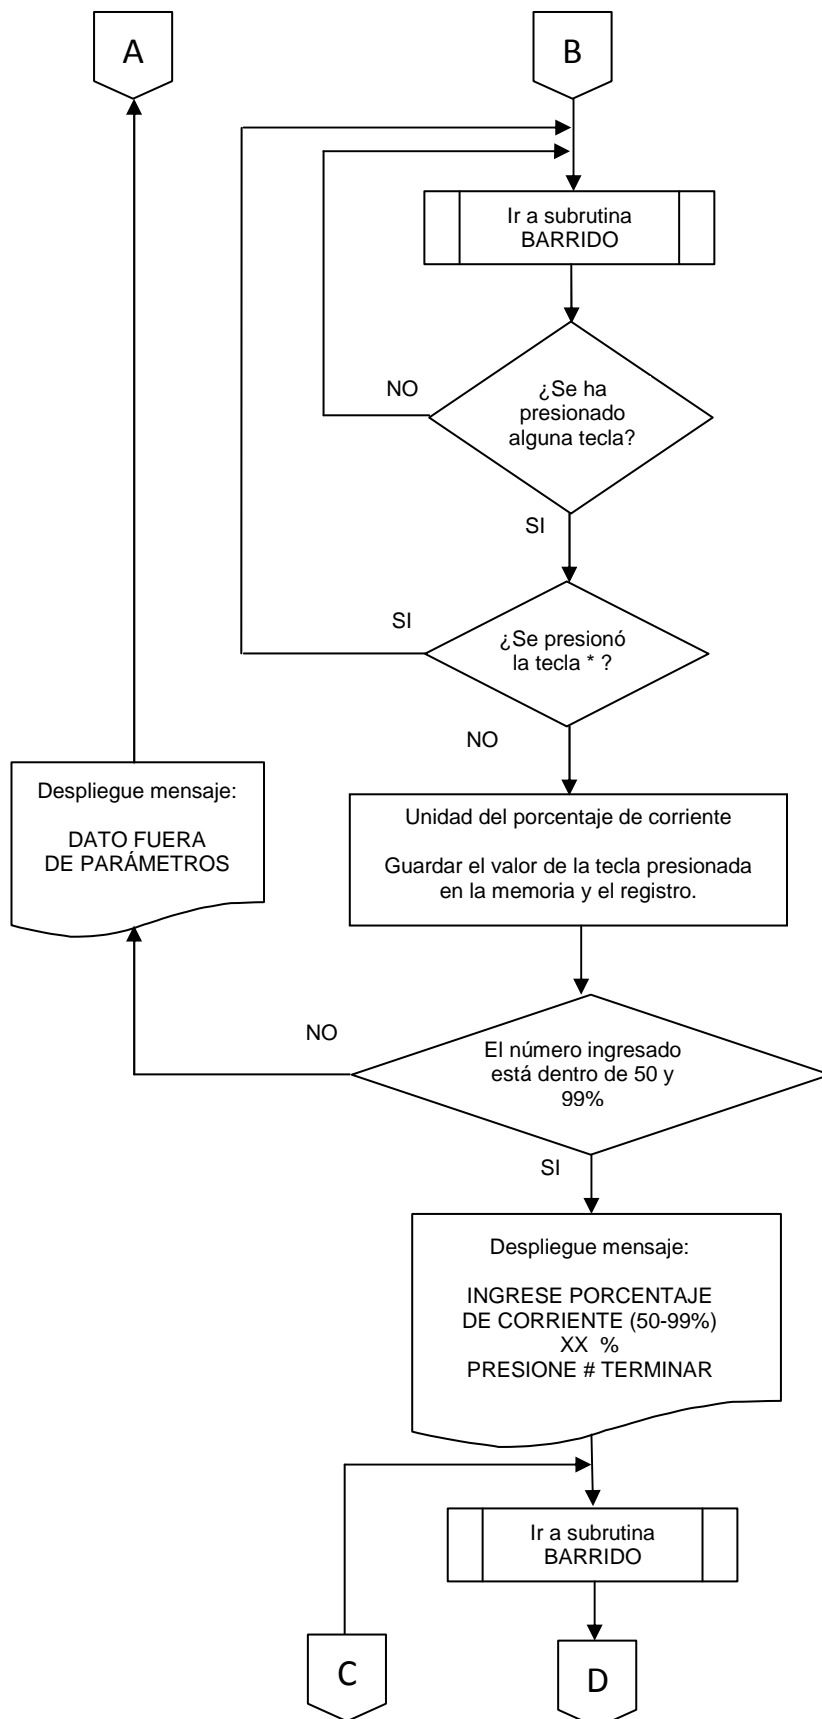 A
B
Ir a subrutina
BARRIDO
¿Se ha
presionado
alguna tecla?
NO
SI
¿Se presionó
la tecla * ?
SI
NO
Despliegue mensaje:
DATO FUERA
DE PARÁMETROS
Unidad del porcentaje de corriente
Guardar el valor de la tecla presionada
en la memoria y el registro.
NO
El número ingresado
está dentro de 50 y
99%
SI
Despliegue mensaje:
INGRESE PORCENTAJE
DE CORRIENTE (50-99%)
XX %
PRESIONE # TERMINAR
Ir a subrutina
BARRIDO
C
D